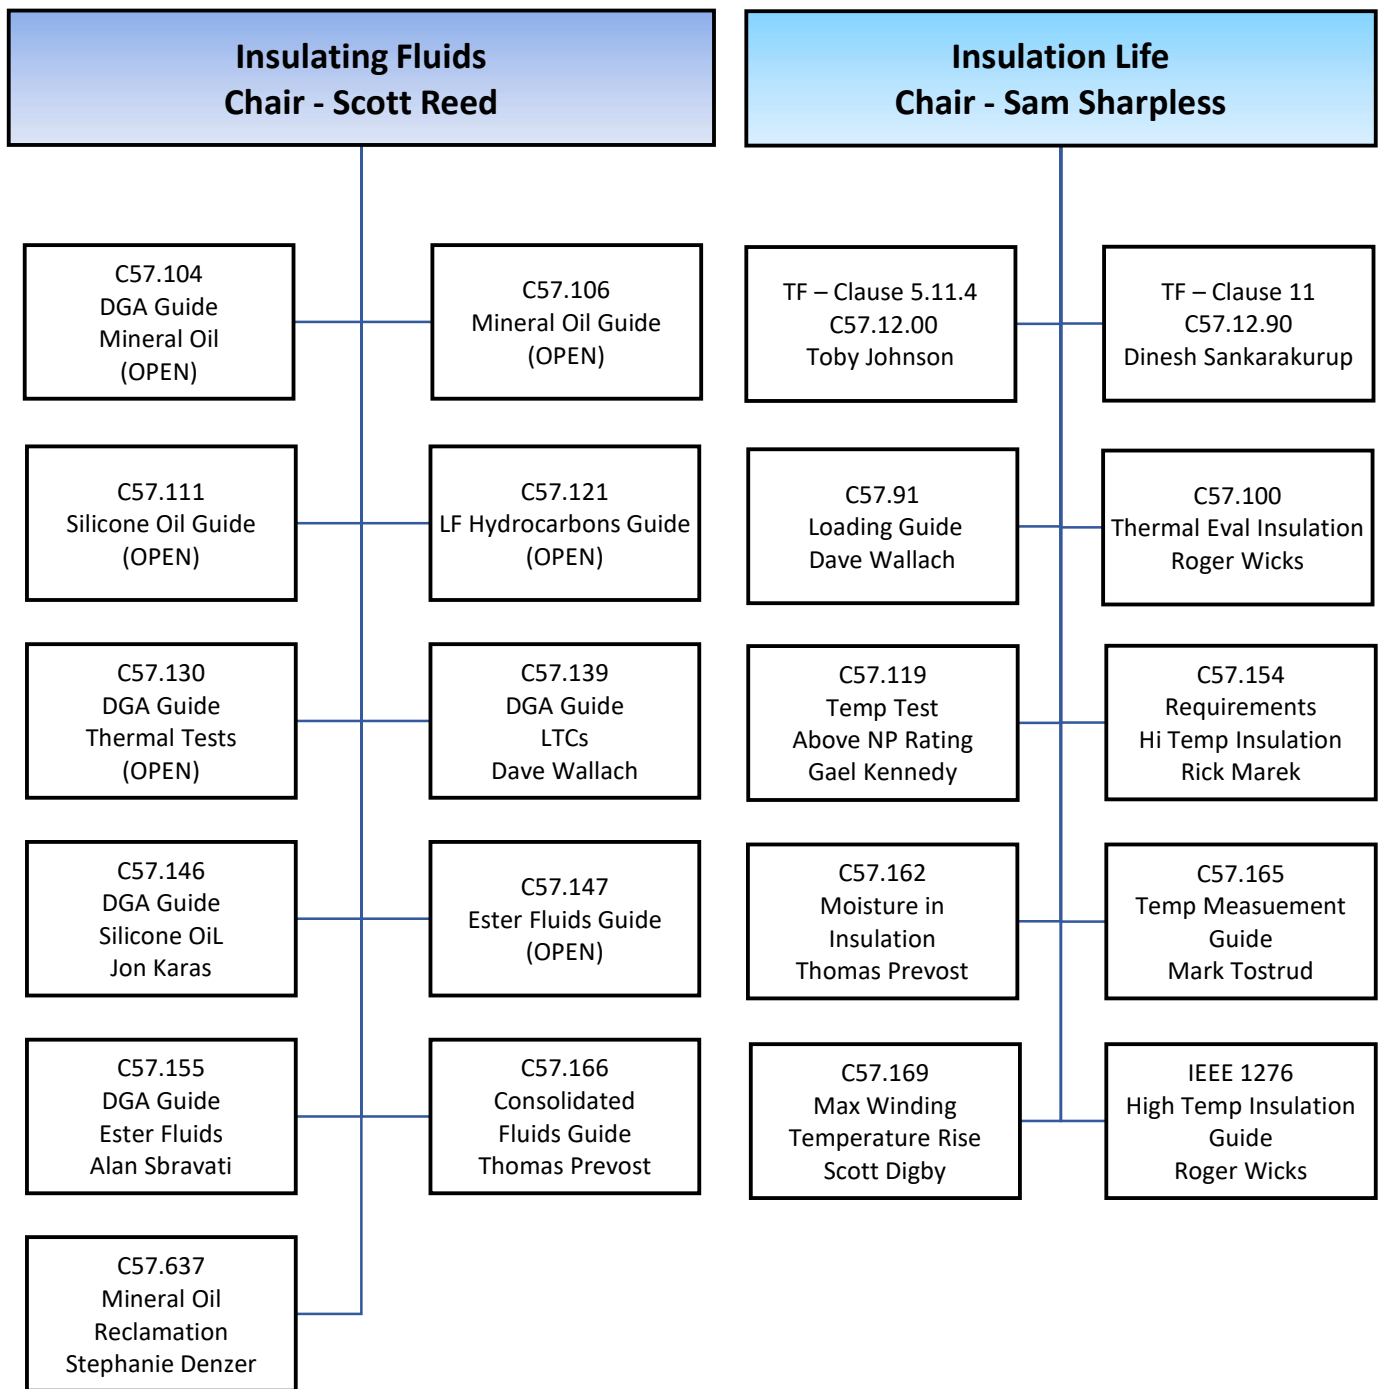 Insulating Fluids
Chair - Scott Reed
Insulation Life
Chair - Sam Sharpless
C57.104
DGA Guide
Mineral Oil
(OPEN)
C57.106
Mineral Oil Guide
(OPEN)
TF – Clause 5.11.4
C57.12.00
Toby Johnson
TF – Clause 11
C57.12.90
Dinesh Sankarakurup
C57.111
Silicone Oil Guide
(OPEN)
C57.121
LF Hydrocarbons Guide
(OPEN)
C57.91
Loading Guide
Dave Wallach
C57.100
Thermal Eval Insulation
Roger Wicks
C57.130
DGA Guide
Thermal Tests
(OPEN)
C57.139
DGA Guide
LTCs
Dave Wallach
C57.119
Temp Test
Above NP Rating
Gael Kennedy
C57.154
Requirements
Hi Temp Insulation
Rick Marek
C57.146
DGA Guide
Silicone OiL
Jon Karas
C57.147
Ester Fluids Guide
(OPEN)
C57.162
Moisture in
Insulation
Thomas Prevost
C57.165
Temp Measuement
Guide
Mark Tostrud
C57.155
DGA Guide
Ester Fluids
Alan Sbravati
C57.166
Consolidated
Fluids Guide
Thomas Prevost
C57.169
Max Winding
Temperature Rise
Scott Digby
IEEE 1276
High Temp Insulation
Guide
Roger Wicks
C57.637
Mineral Oil
Reclamation
Stephanie Denzer